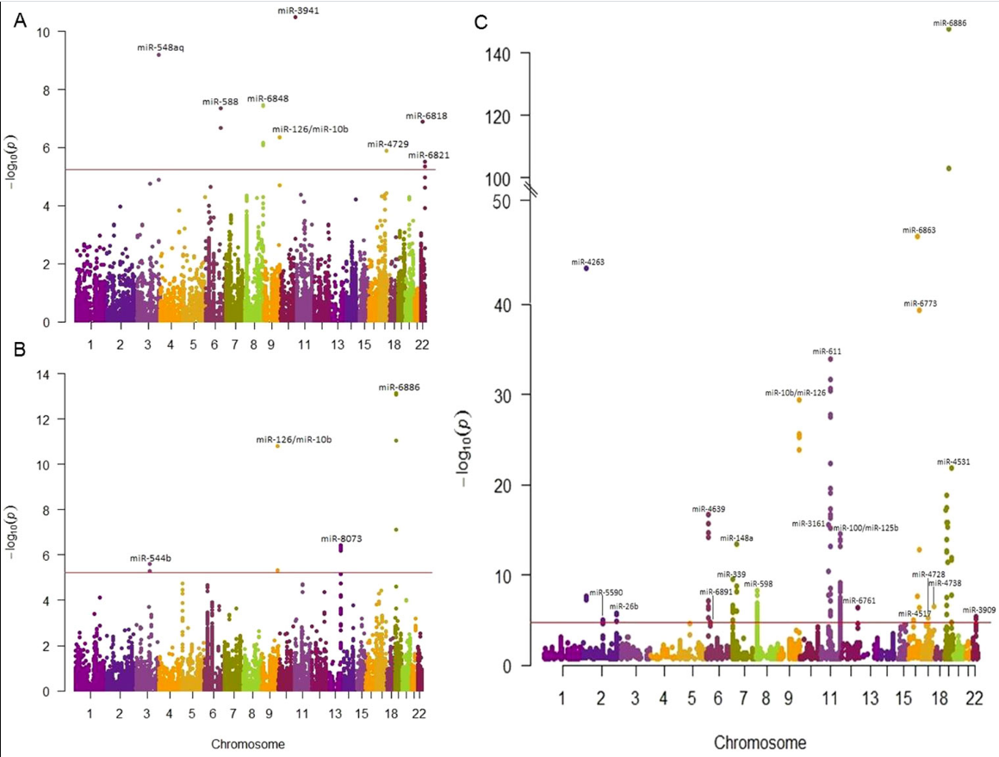 A
miR-3941
miR-548aq
miR-588
miR-6848
miR-126/miR-10b
miR-6818
miR-4729
miR-6821
10
8
6
4
2
0
−log10(p)
1 2 3 4 5 6 7 8 9 11 13 15 18 22
B
miR-6886
miR-126/miR-10b
miR-8073
miR-544b
14
12
10
8
6
4
2
0
−log10(p)
1 2 3 4 5 6 7 8 9 11 13 15 18 22
Chromosome
C
miR-6886
miR-6863
miR-4263
miR-6773
miR-611
miR-10b/miR-126
miR-4531
miR-4639
miR-3161
miR-100/miR-125b
miR-148a
miR-339
miR-4728
miR-598
miR-4738
miR-5590
miR-6891
miR-26b
miR-6761
miR-4517
miR-3909
140
120
100
50
40
30
20
10
0
−log10(p)
1 2 3 4 5 6 7 8 9 11 13 15 18 22
Chromosome